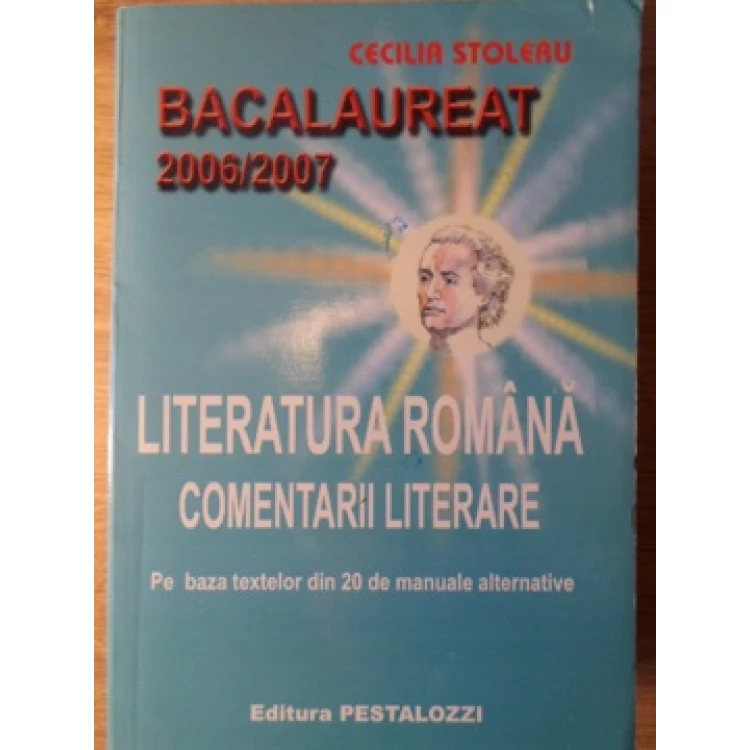 CECILIA STOLERU
BACALAUREAT
2006/2007
LITERATURA ROMÂNĂ
COMENTARII LITERARE
Pe baza textelor din 20 de manuale alternative
Editura PESTALOZZI